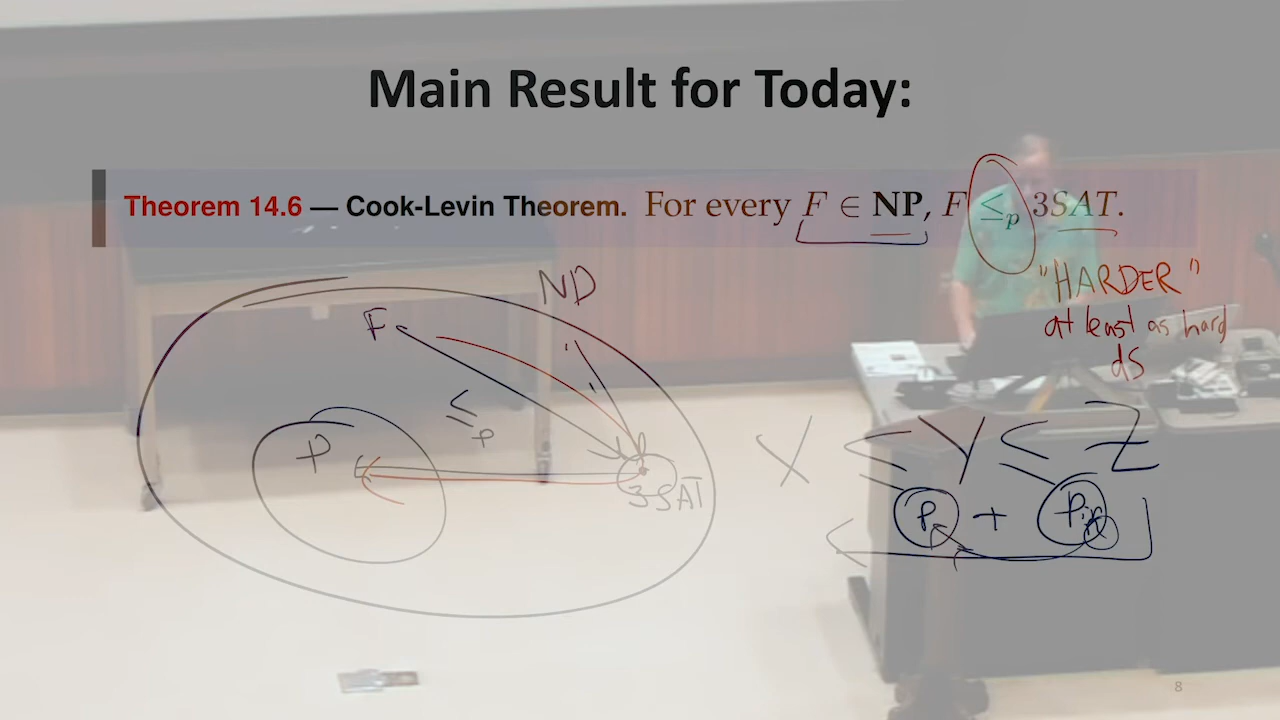 Main Result for Today:
Theorem 14.6 — Cook-Levin Theorem. For every F ∈ NP, F ≤p 3SAT.
"HARDER"
at least as hard
as
F
P
≤p
3SAT
X ≤ Y ≤ Z
P +
8